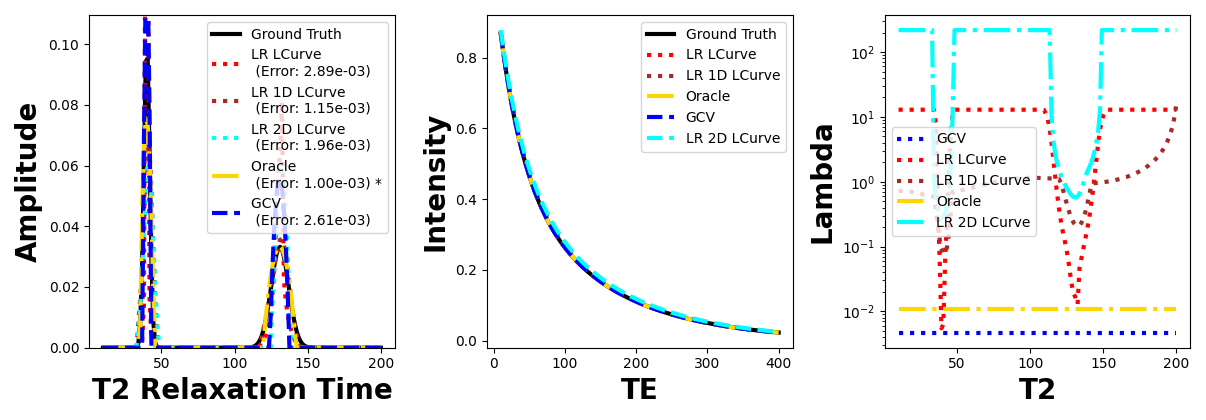 Amplitude
0.10
0.08
0.06
0.04
0.02
0.00
50
100
150
200
T2 Relaxation Time
Ground Truth
LR LCurve
(Error: 2.89e-03)
LR 1D LCurve
(Error: 1.15e-03)
LR 2D LCurve
(Error: 1.96e-03)
Oracle
(Error: 1.00e-03) *
GCV
(Error: 2.61e-03)
Intensity
0.8
0.6
0.4
0.2
0.0
0
100
200
300
400
TE
Ground Truth
LR LCurve
LR 1D LCurve
Oracle
GCV
LR 2D LCurve
Lambda
10²
10¹
10⁰
10⁻¹
10⁻²
50
100
150
200
T2
GCV
LR LCurve
LR 1D LCurve
Oracle
LR 2D LCurve